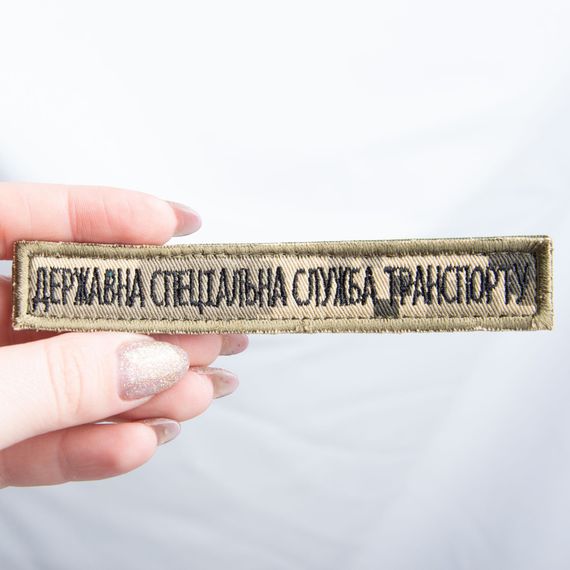 ДЕРЖАВНА СПЕЦІАЛЬНА СЛУЖБА ТРАНСПОРТУ